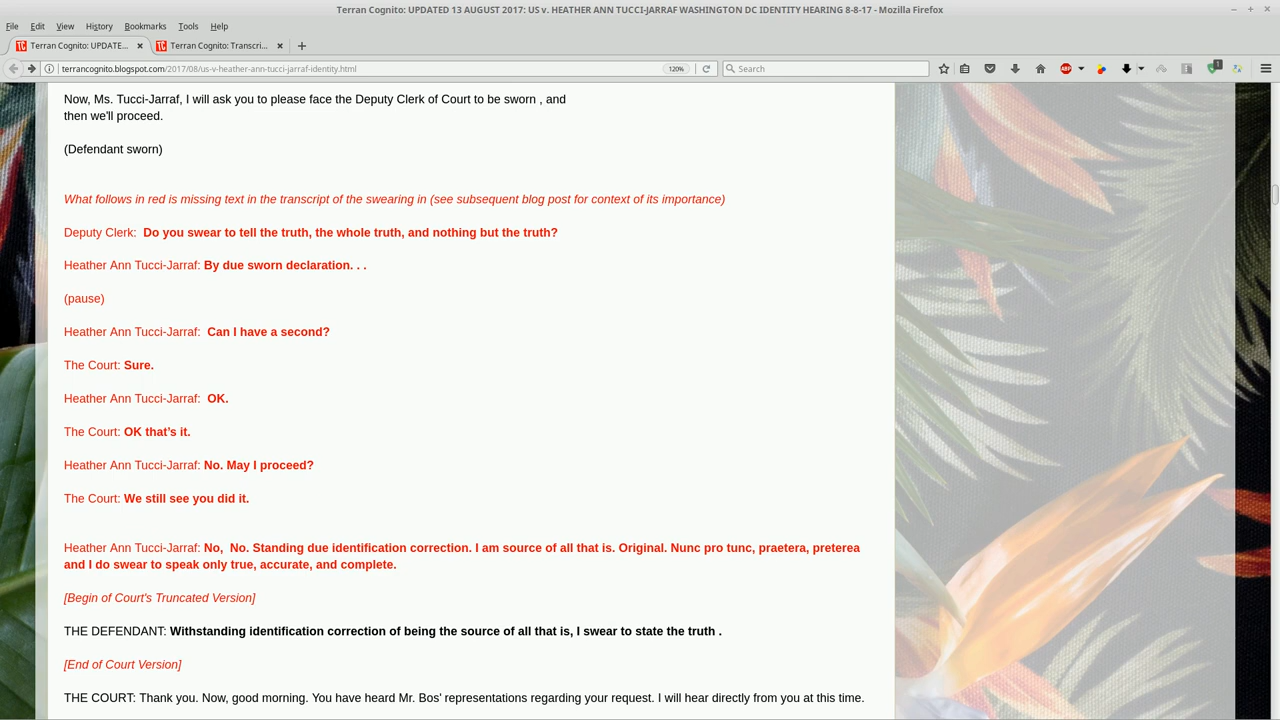 Terran Cognito: UPDATED 13 AUGUST 2017: US v. HEATHER ANN TUCCI-JARRAF WASHINGTON DC IDENTITY HEARING 8-8-17 - Mozilla Firefox
File Edit View History Bookmarks Tools Help
Terran Cognito: UPDATE... × Terran Cognito: Transcri... ×
terrancognito.blogspot.com/2017/08/us-v-heather-ann-tucci-jarraf-identity.html 120% Search ABP 1
Now, Ms. Tucci-Jarraf, I will ask you to please face the Deputy Clerk of Court to be sworn , and
then we'll proceed.
(Defendant sworn)
What follows in red is missing text in the transcript of the swearing in (see subsequent blog post for context of its importance)
Deputy Clerk: Do you swear to tell the truth, the whole truth, and nothing but the truth?
Heather Ann Tucci-Jarraf: By due sworn declaration. . .
(pause)
Heather Ann Tucci-Jarraf: Can I have a second?
The Court: Sure.
Heather Ann Tucci-Jarraf: OK.
The Court: OK that's it.
Heather Ann Tucci-Jarraf: No. May I proceed?
The Court: We still see you did it.
Heather Ann Tucci-Jarraf: No, No. Standing due identification correction. I am source of all that is. Original. Nunc pro tunc, praetera, preterea
and I do swear to speak only true, accurate, and complete.
[Begin of Court's Truncated Version]
THE DEFENDANT: Withstanding identification correction of being the source of all that is, I swear to state the truth .
[End of Court Version]
THE COURT: Thank you. Now, good morning. You have heard Mr. Bos' representations regarding your request. I will hear directly from you at this time.